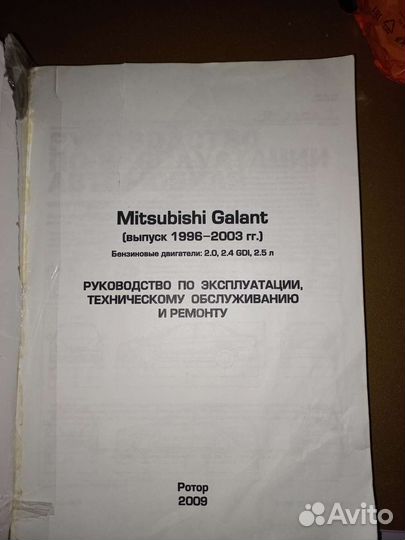 Mitsubishi Galant
(выпуск 1996–2003 гг.)
Бензиновые двигатели: 2.0, 2.4 GDI, 2.5 л
РУКОВОДСТВО ПО ЭКСПЛУАТАЦИИ,
ТЕХНИЧЕСКОМУ ОБСЛУЖИВАНИЮ
И РЕМОНТУ
Ротор
2009
Avito